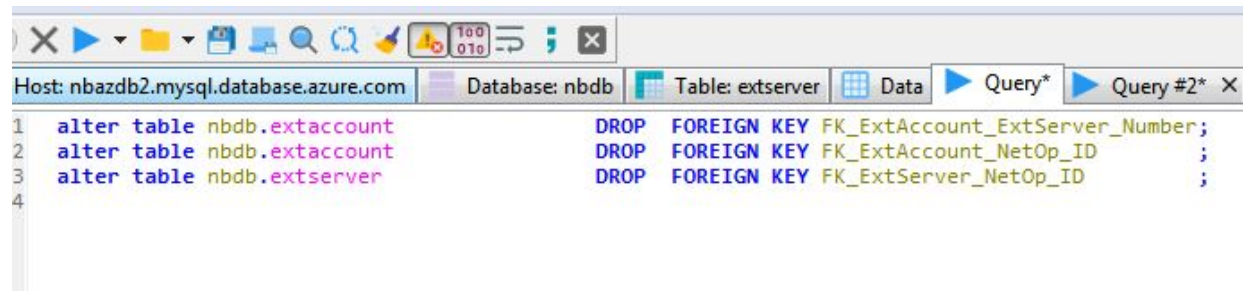 100
010
Host: nbazdb2.mysql.database.azure.com Database: nbdb Table: extserver Data Query* Query #2* X
1 alter table nbdb.extaccount DROP FOREIGN KEY FK_ExtAccount_ExtServer_Number;
2 alter table nbdb.extaccount DROP FOREIGN KEY FK_ExtAccount_NetOp_ID ;
3 alter table nbdb.extserver DROP FOREIGN KEY FK_ExtServer_NetOp_ID ;
4